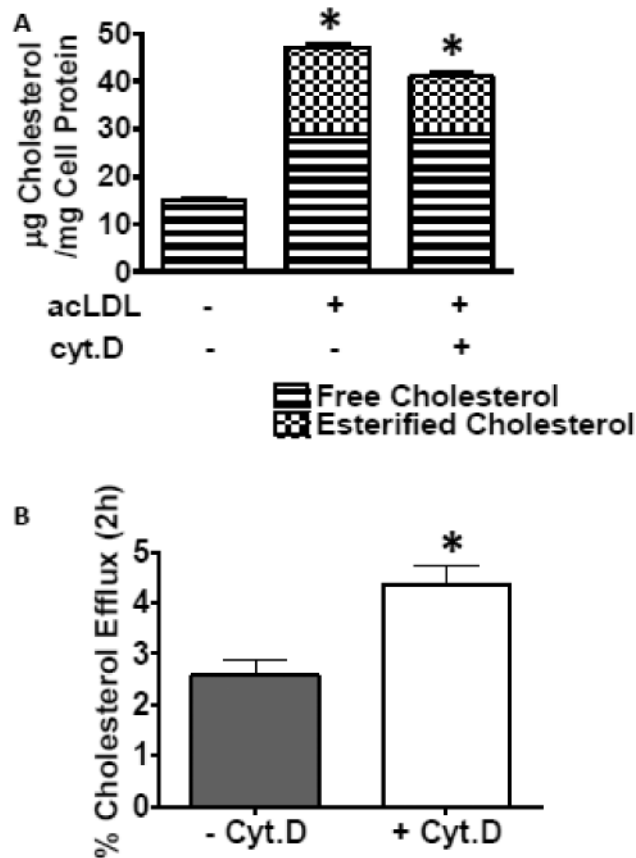 A
µg Cholesterol
/mg Cell Protein
50
40
30
20
10
0
*
*
acLDL - + +
cyt.D - - +
Free Cholesterol
Esterified Cholesterol
B
% Cholesterol Efflux (2h)
5
4
3
2
1
0
*
- Cyt.D + Cyt.D